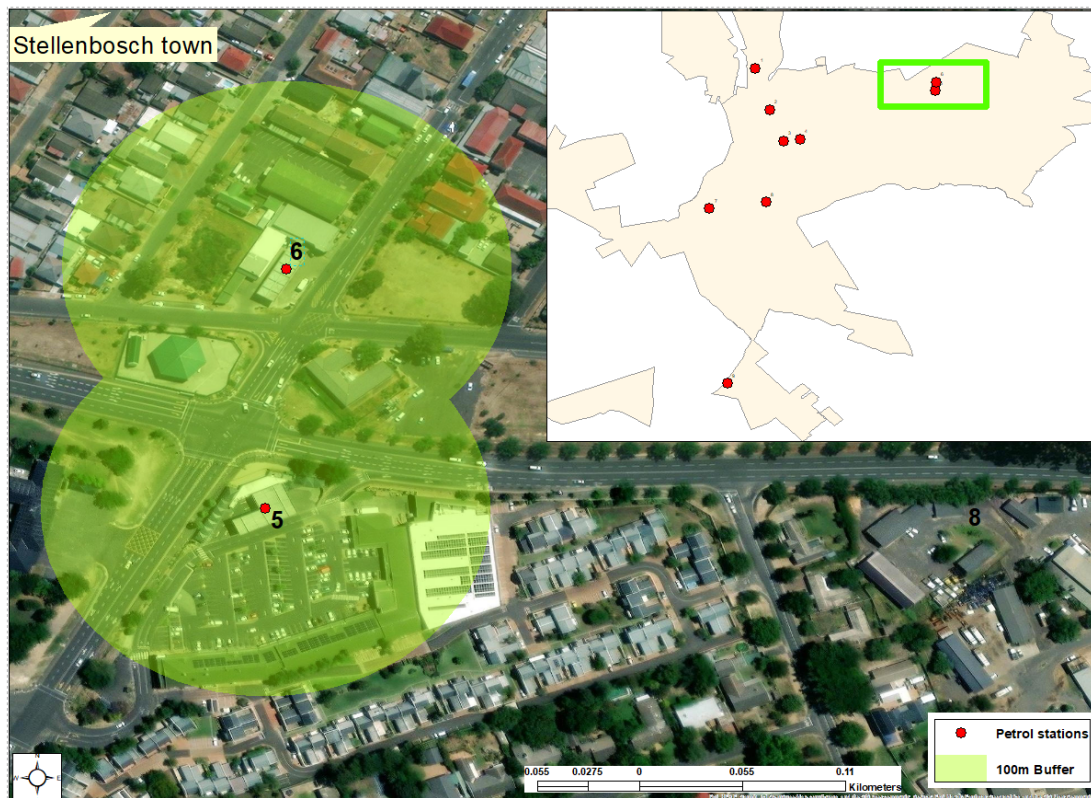 Stellenbosch town
6
5
8
N
W E
S
Petrol stations
100m Buffer
0.055 0.0275 0 0.055 0.11
Kilometers